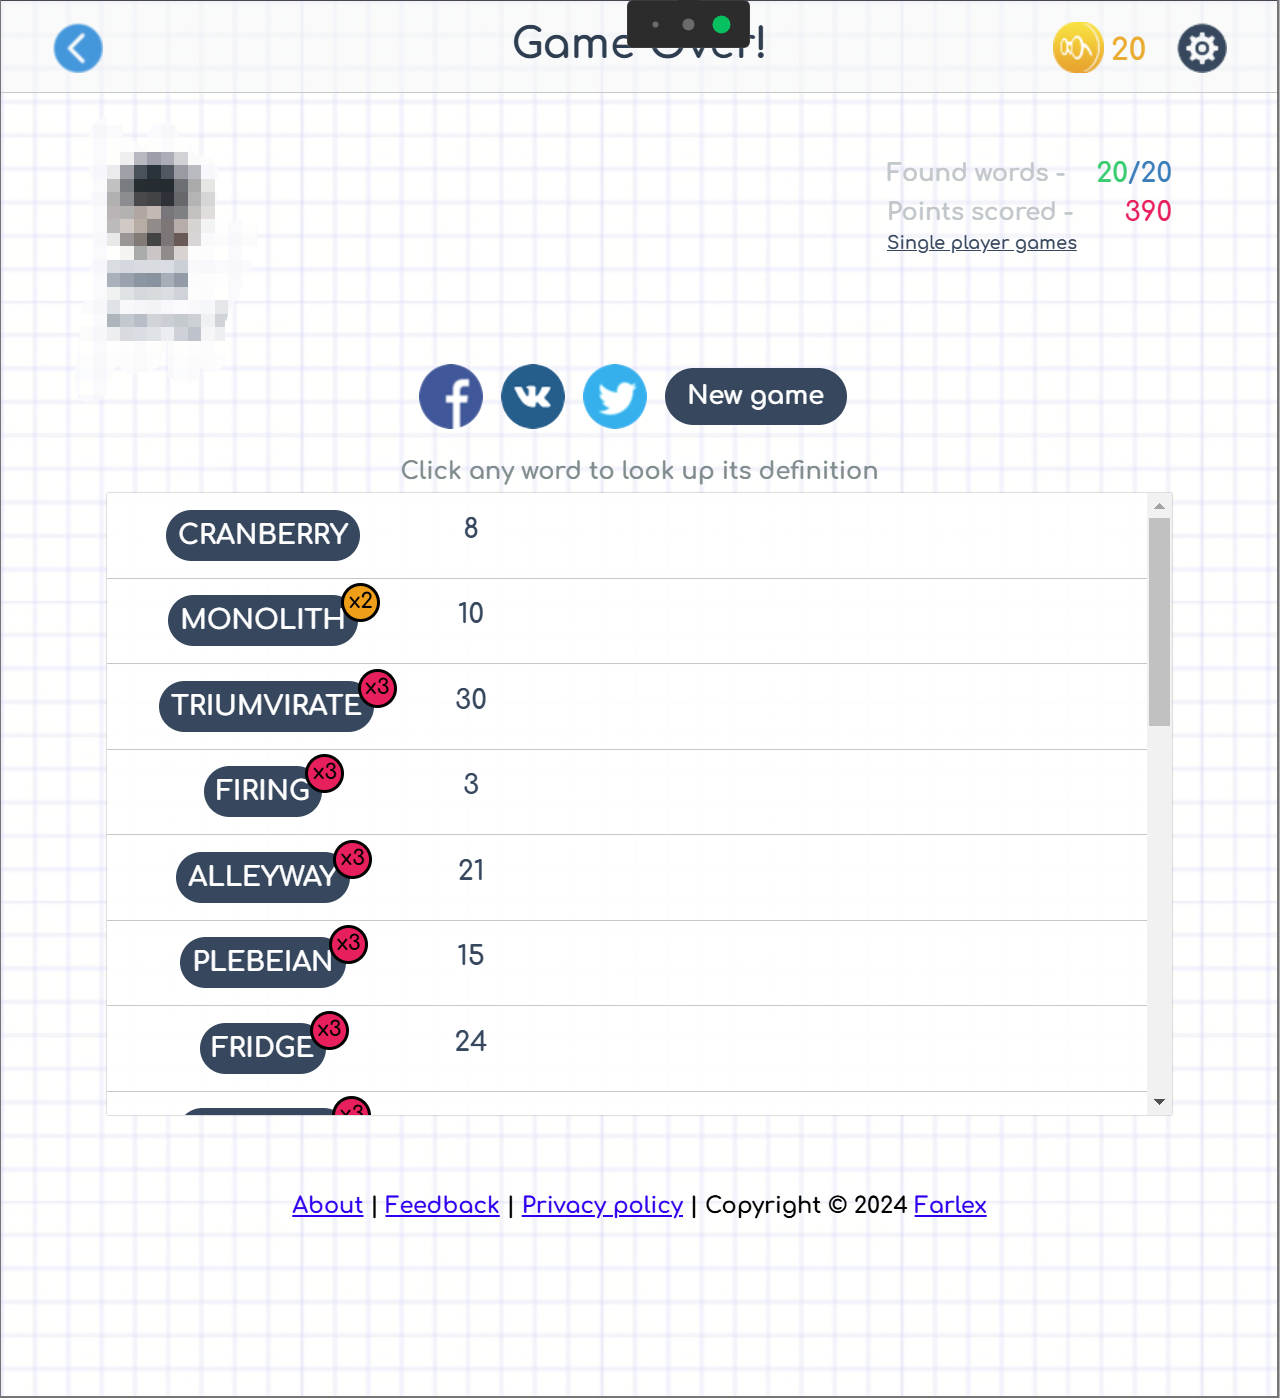 Game Over!
20
Found words - 20/20
Points scored - 390
Single player games
New game
Click any word to look up its definition
CRANBERRY 8
MONOLITH x2 10
TRIUMVIRATE x3 30
FIRING x3 3
ALLEYWAY x3 21
PLEBEIAN x3 15
FRIDGE x3 24
x3
About | Feedback | Privacy policy | Copyright © 2024 Farlex